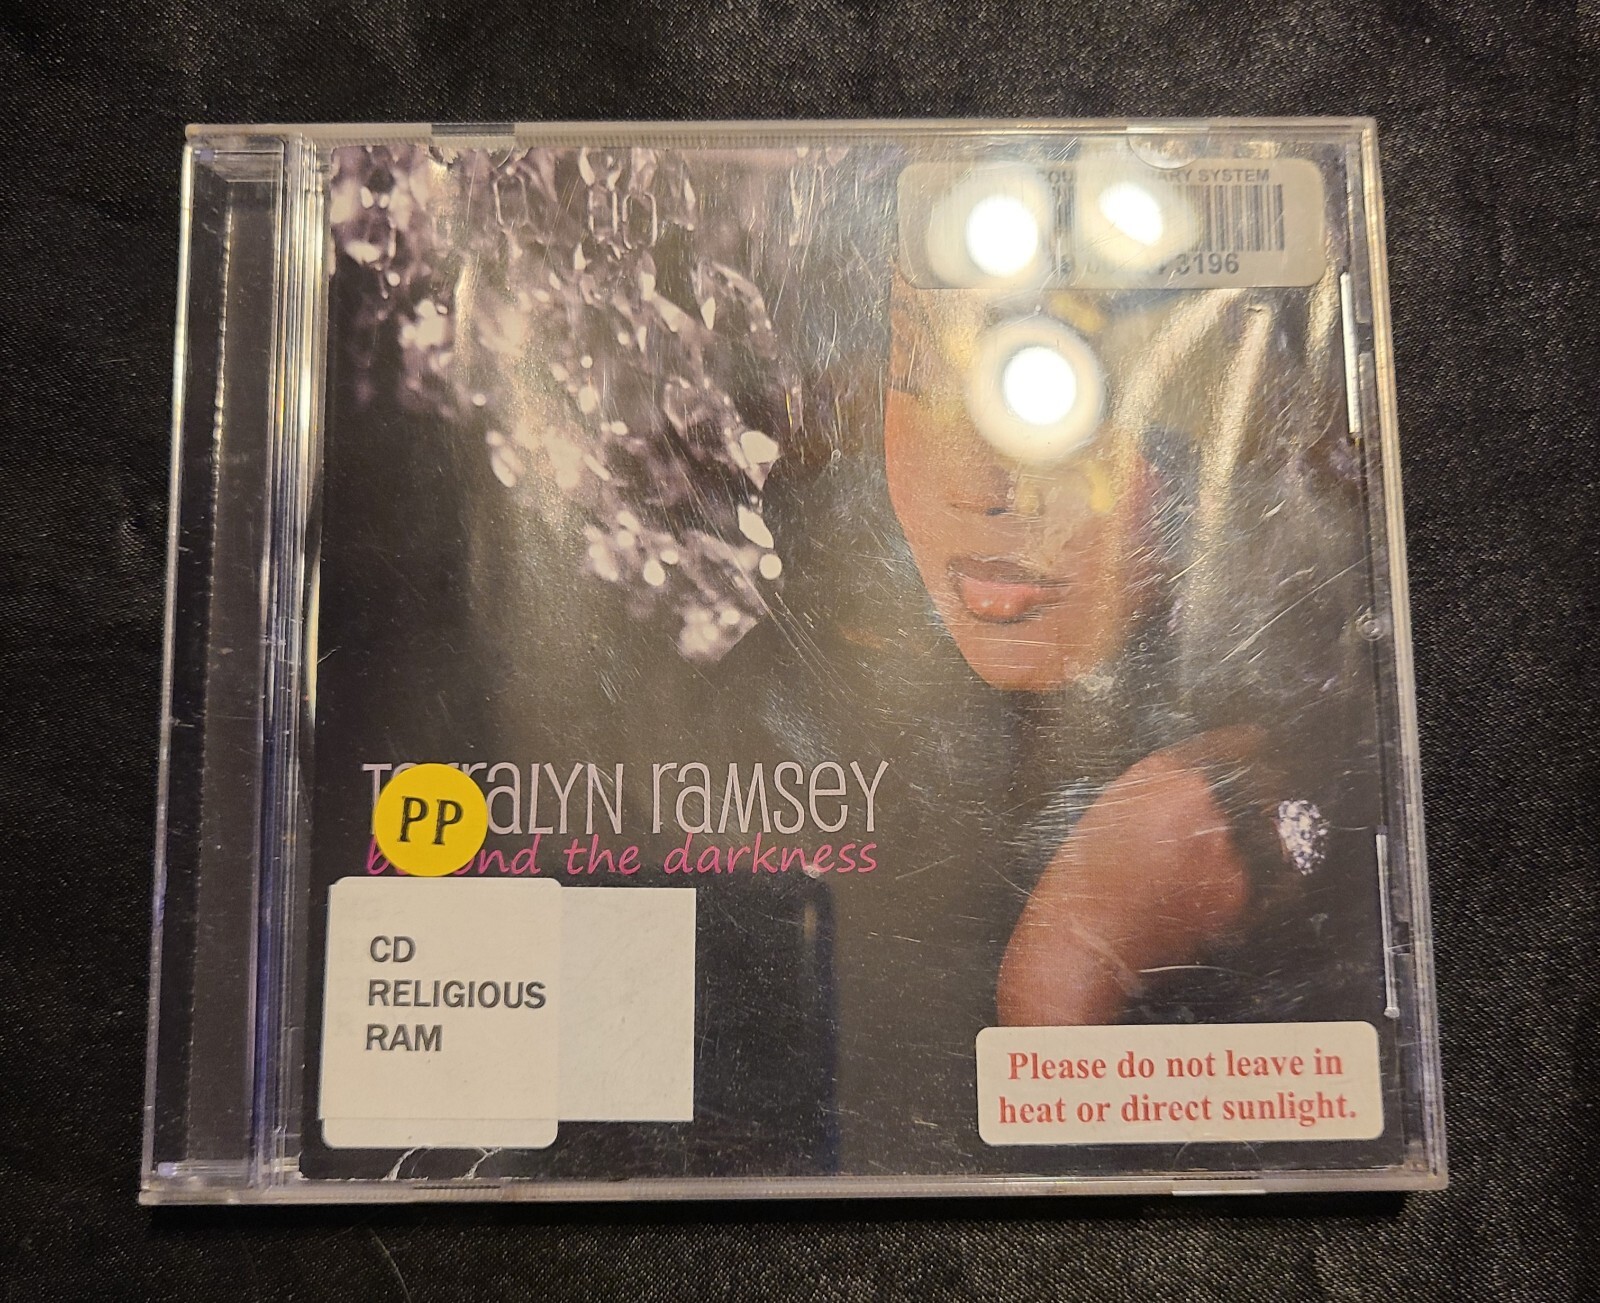 ARY SYSTEM
3196
ramsey
PP
the darkness
CD
RELIGIOUS
RAM
Please do not leave in
heat or direct sunlight.